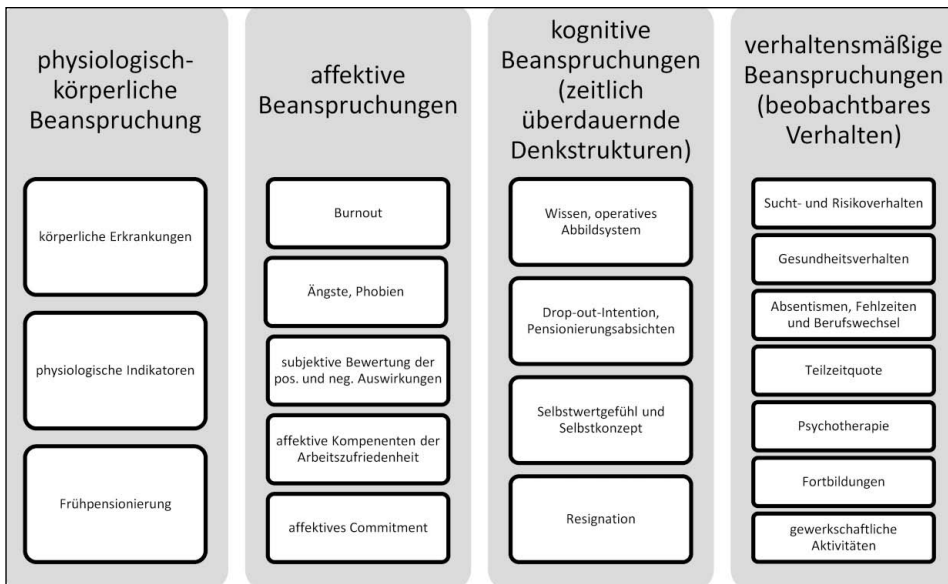 physiologisch-
körperliche
Beanspruchung
körperliche Erkrankungen
physiologische Indikatoren
Frühpensionierung
affektive
Beanspruchungen
Burnout
Ängste, Phobien
subjektive Bewertung der
pos. und neg. Auswirkungen
affektive Kompenenten der
Arbeitszufriedenheit
affektives Commitment
kognitive
Beanspruchungen
(zeitlich
überdauernde
Denkstrukturen)
Wissen, operatives
Abbildsystem
Drop-out-Intention,
Pensionierungsabsichten
Selbstwertgefühl und
Selbstkonzept
Resignation
verhaltensmäßige
Beanspruchungen
(beobachtbares
Verhalten)
Sucht- und Risikoverhalten
Gesundheitsverhalten
Absentismen, Fehlzeiten
und Berufswechsel
Teilzeitquote
Psychotherapie
Fortbildungen
gewerkschaftliche
Aktivitäten